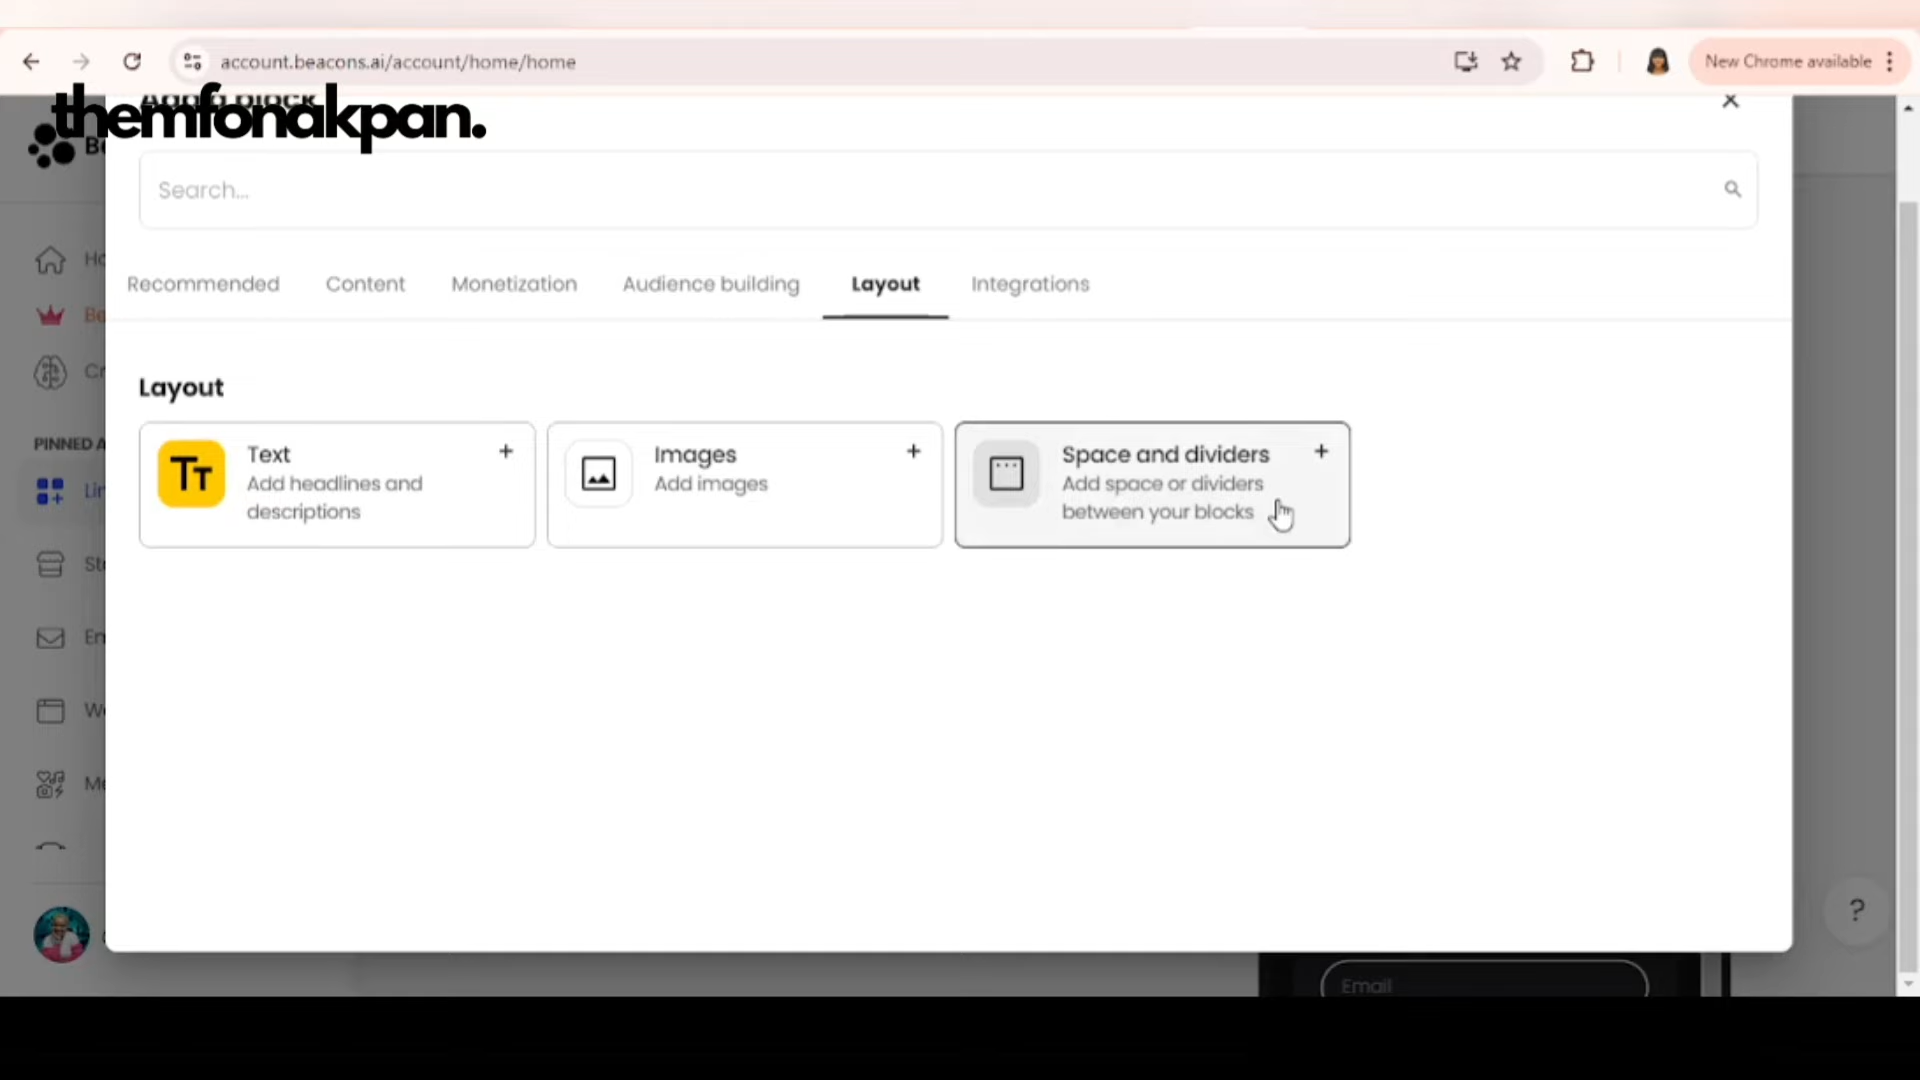 account.beacons.ai/account/home/home
New Chrome available
Add a block
themfonakpan.
Search...
Recommended
Content
Monetization
Audience building
Layout
Integrations
Layout
Text
Add headlines and
descriptions
Images
Add images
Space and dividers
Add space or dividers
between your blocks
PINNED A
Email
?